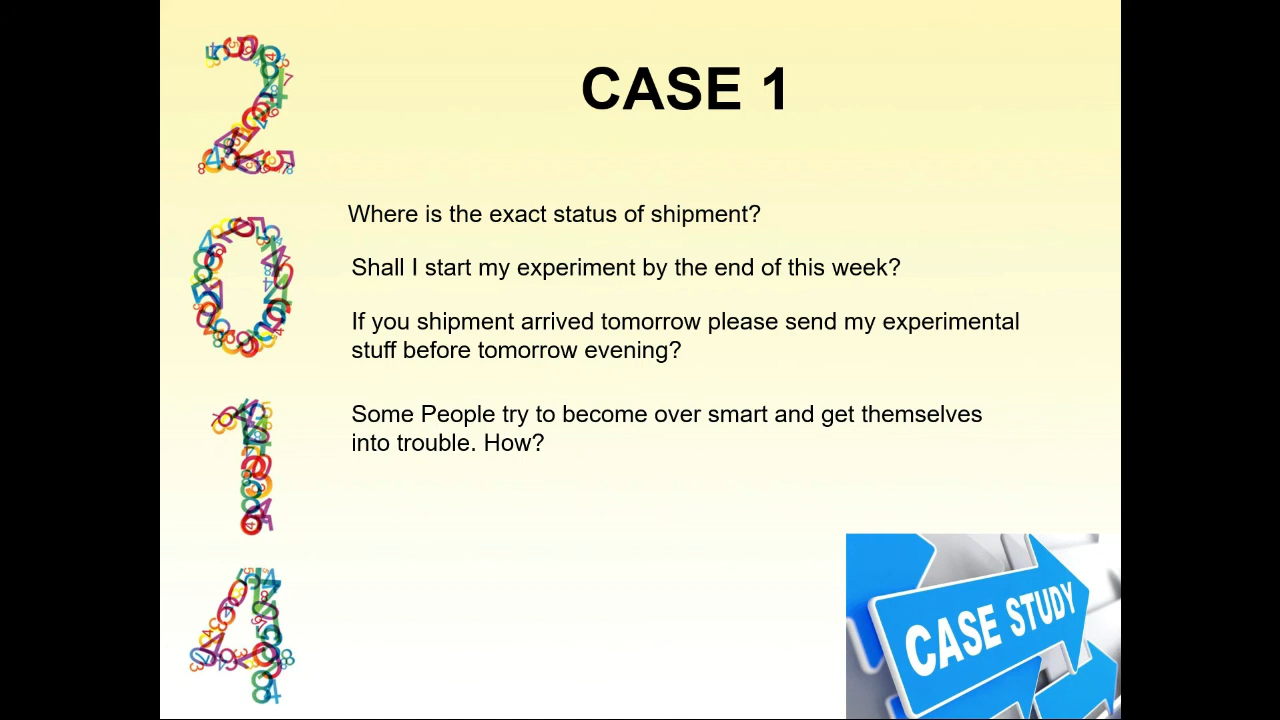 CASE 1
Where is the exact status of shipment?
Shall I start my experiment by the end of this week?
If you shipment arrived tomorrow please send my experimental
stuff before tomorrow evening?
Some People try to become over smart and get themselves
into trouble. How?
2
0
1
4
CASE STUDY